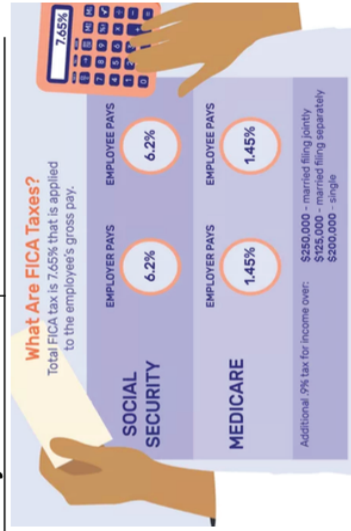 What Are FICA Taxes?
Total FICA tax is 7.65% that is applied
to the employee's gross pay.
7.65%
SOCIAL
SECURITY
EMPLOYER PAYS
6.2%
EMPLOYEE PAYS
6.2%
MEDICARE
EMPLOYER PAYS
1.45%
EMPLOYEE PAYS
1.45%
Additional .9% tax for income over:
$250,000 - married filing jointly
$125,000 - married filing separately
$200,000 - single